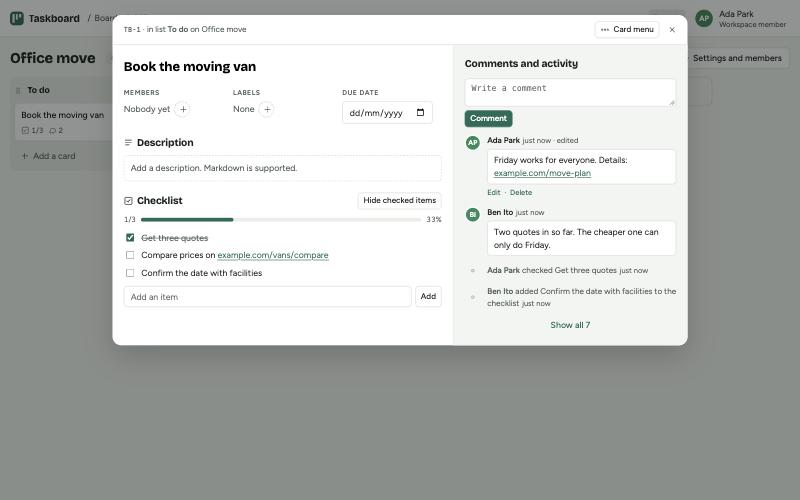 Taskboard / Boar
AP
Ada Park
Workspace member
Office move
Settings and members
To do
Book the moving van
1/3 2
+ Add a card
TB-1 · in list To do on Office move
••• Card menu ×
Book the moving van
MEMBERS
Nobody yet +
LABELS
None +
DUE DATE
dd/mm/yyyy
Description
Add a description. Markdown is supported.
Checklist
Hide checked items
1/3 33%
Get three quotes
Compare prices on example.com/vans/compare
Confirm the date with facilities
Add an item
Add
Comments and activity
Write a comment
Comment
AP
Ada Park just now · edited
Friday works for everyone. Details:
example.com/move-plan
Edit · Delete
BI
Ben Ito just now
Two quotes in so far. The cheaper one can
only do Friday.
Ada Park checked Get three quotes just now
Ben Ito added Confirm the date with facilities to the
checklist just now
Show all 7